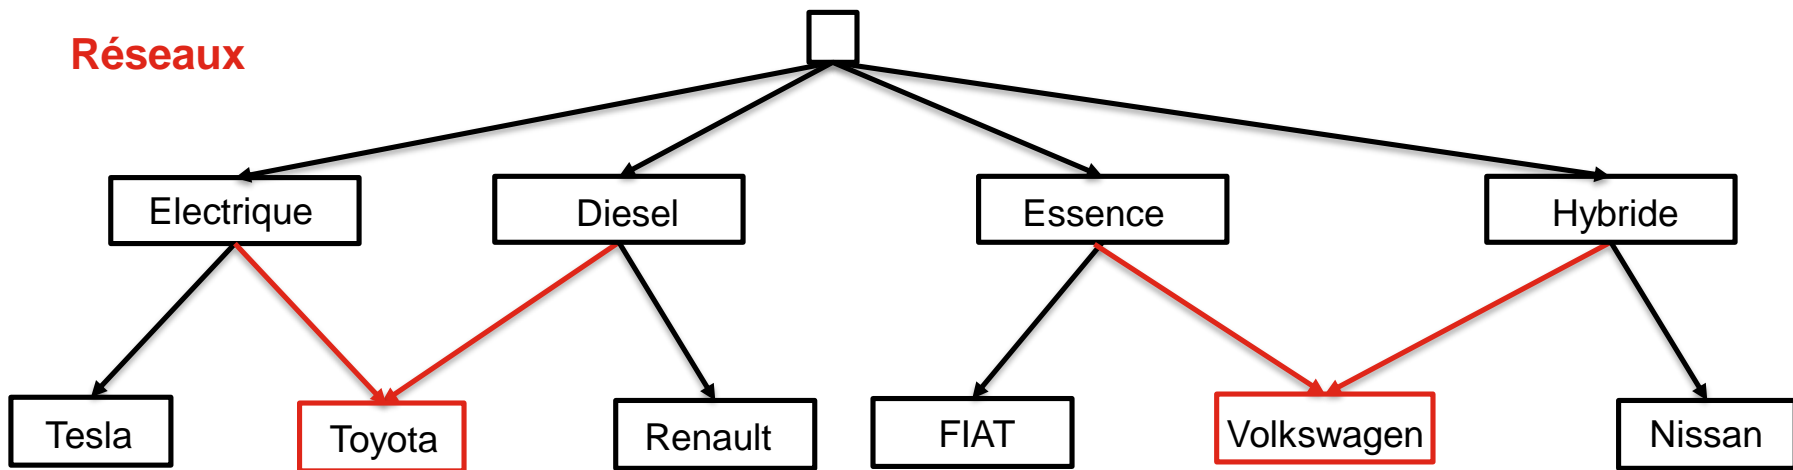 Réseaux
Electrique
Diesel
Essence
Hybride
Tesla
Toyota
Renault
FIAT
Volkswagen
Nissan